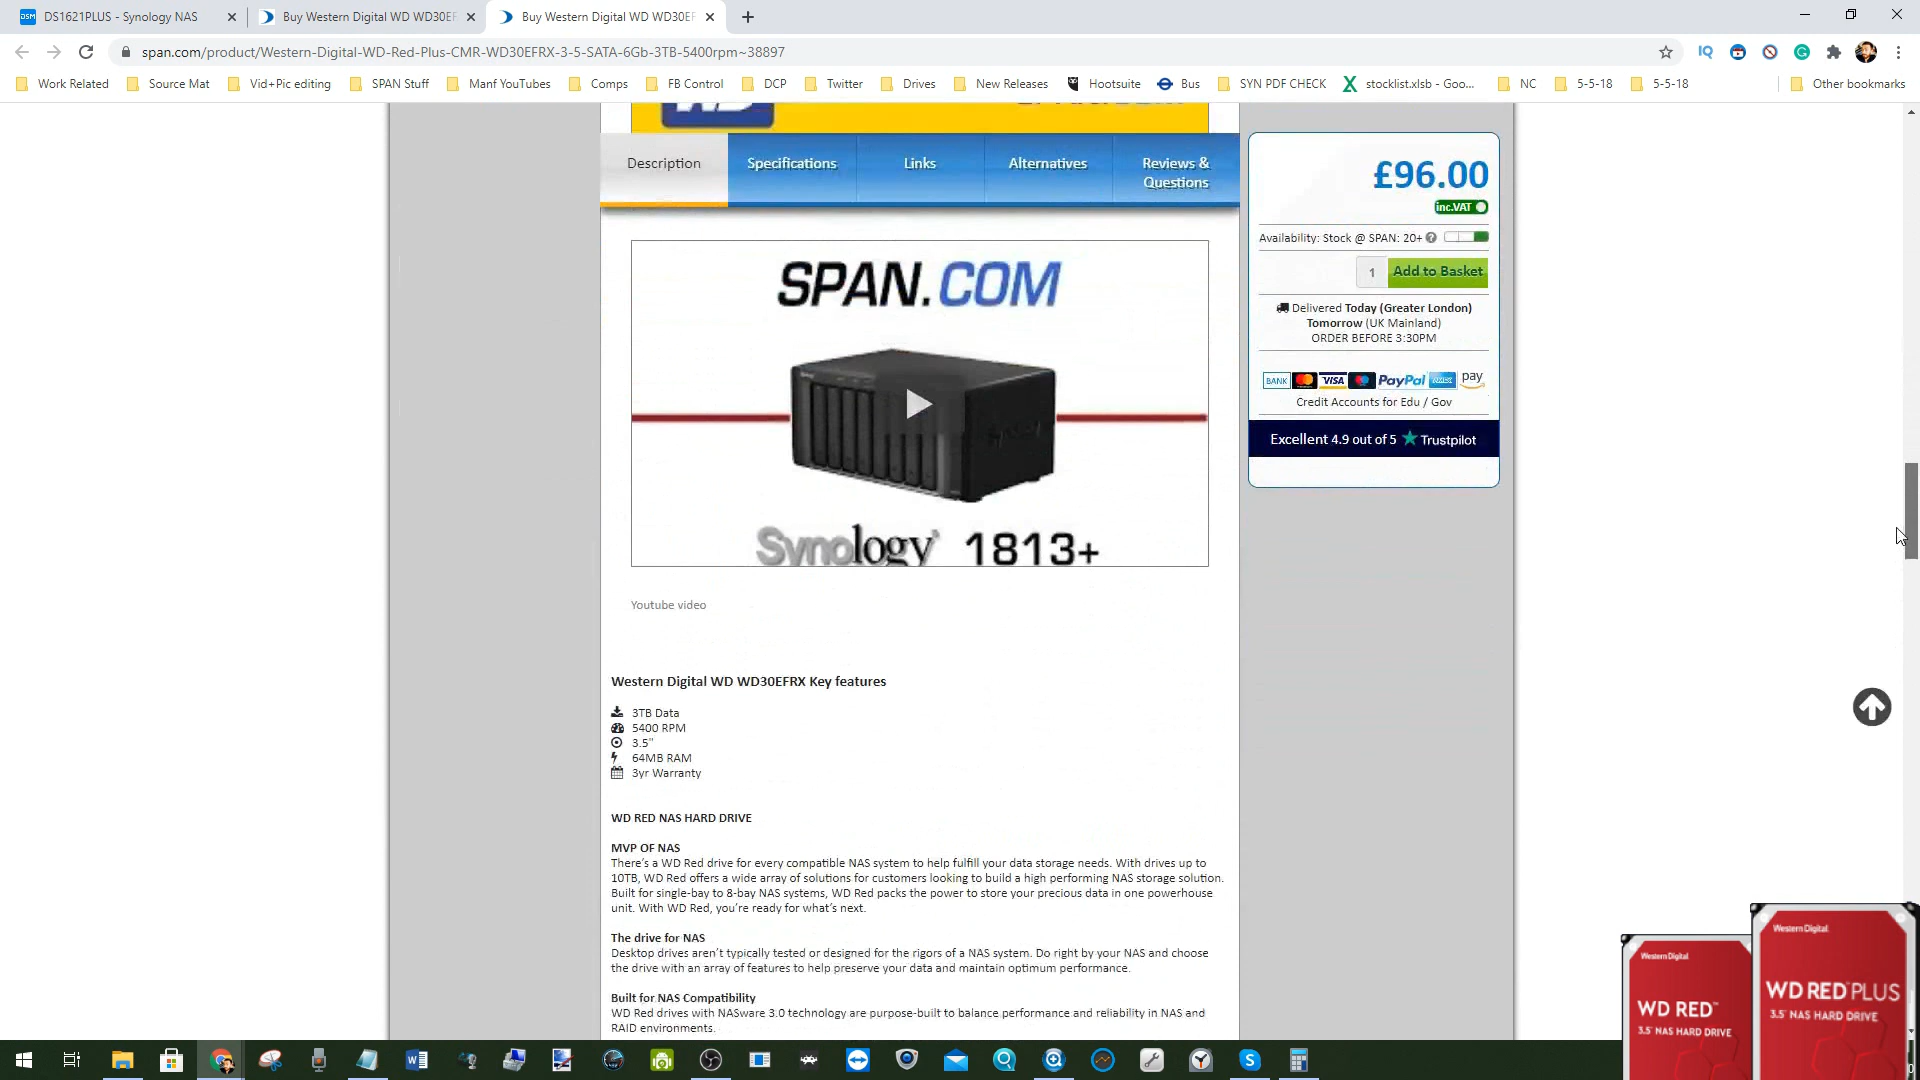 DS1621PLUS - Synology NAS
Buy Western Digital WD WD30EF
Buy Western Digital WD WD30EF
span.com/product/Western-Digital-WD-Red-Plus-CMR-WD30EFRX-3-5-SATA-6Gb-3TB-5400rpm~38897
Work Related
Source Mat
Vid+Pic editing
SPAN Stuff
Manf YouTubes
Comps
FB Control
DCP
Twitter
Drives
New Releases
Hootsuite
Bus
SYN PDF CHECK
stocklist.xlsb - Goo...
NC
5-5-18
5-5-18
Other bookmarks
Description
Specifications
Links
Alternatives
Reviews &
Questions
£96.00
inc.VAT
Availability: Stock @ SPAN: 20+
1 Add to Basket
Delivered Today (Greater London)
Tomorrow (UK Mainland)
ORDER BEFORE 3:30PM
BANK VISA PayPal AMEX pay
Credit Accounts for Edu / Gov
Excellent 4.9 out of 5 Trustpilot
SPAN.COM
Synology 1813+
Youtube video
Western Digital WD WD30EFRX Key features
3TB Data
5400 RPM
3.5"
64MB RAM
3yr Warranty
WD RED NAS HARD DRIVE
MVP OF NAS
There's a WD Red drive for every compatible NAS system to help fulfill your data storage needs. With drives up to
10TB, WD Red offers a wide array of solutions for customers looking to build a high performing NAS storage solution.
Built for single-bay to 8-bay NAS systems, WD Red packs the power to store your precious data in one powerhouse
unit. With WD Red, you're ready for what's next.
The drive for NAS
Desktop drives aren't typically tested or designed for the rigors of a NAS system. Do right by your NAS and choose
the drive with an array of features to help preserve your data and maintain optimum performance.
Built for NAS Compatibility
WD Red drives with NASware 3.0 technology are purpose-built to balance performance and reliability in NAS and
RAID environments.
Western Digital
WD RED™
3.5" NAS HARD DRIVE
Western Digital
WD RED™ PLUS
3.5" NAS HARD DRIVE